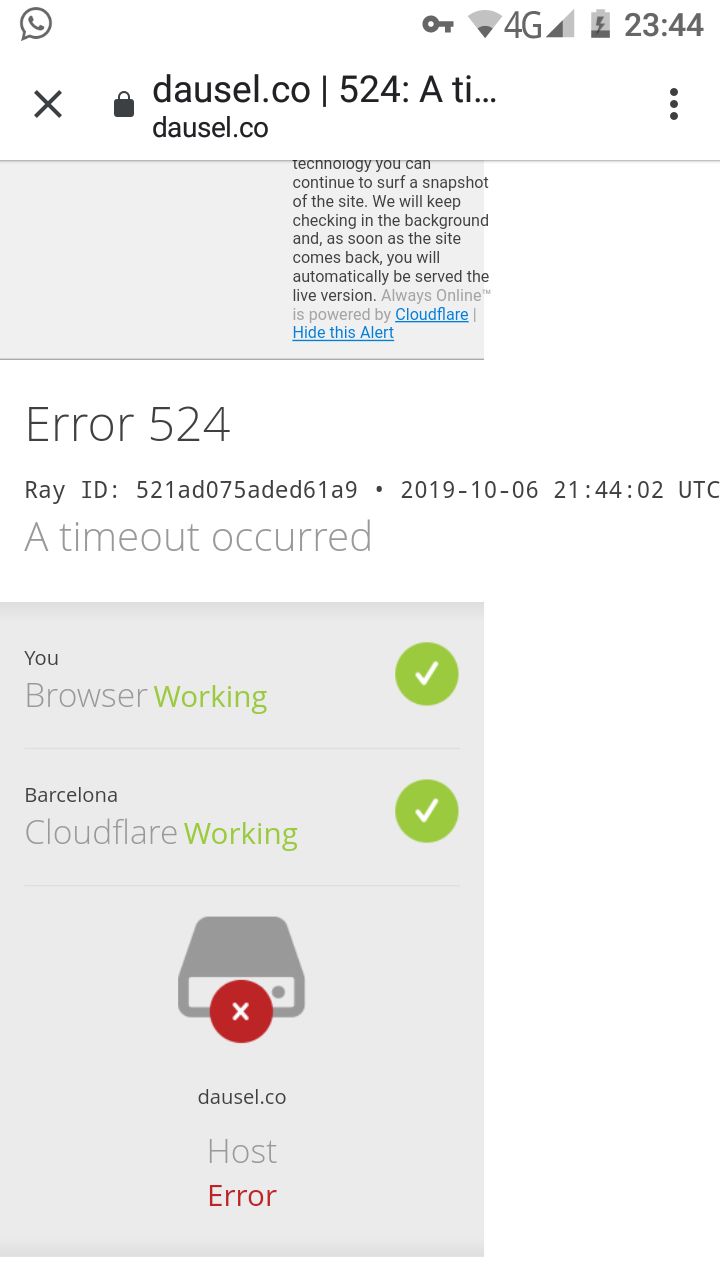 4G 23:44
dausel.co | 524: A ti...
dausel.co
technology you can
continue to surf a snapshot
of the site. We will keep
checking in the background
and, as soon as the site
comes back, you will
automatically be served the
live version. Always Online™
is powered by Cloudflare |
Hide this Alert
Error 524
Ray ID: 521ad075aded61a9 • 2019-10-06 21:44:02 UTC
A timeout occurred
You
Browser Working
Barcelona
Cloudflare Working
dausel.co
Host
Error